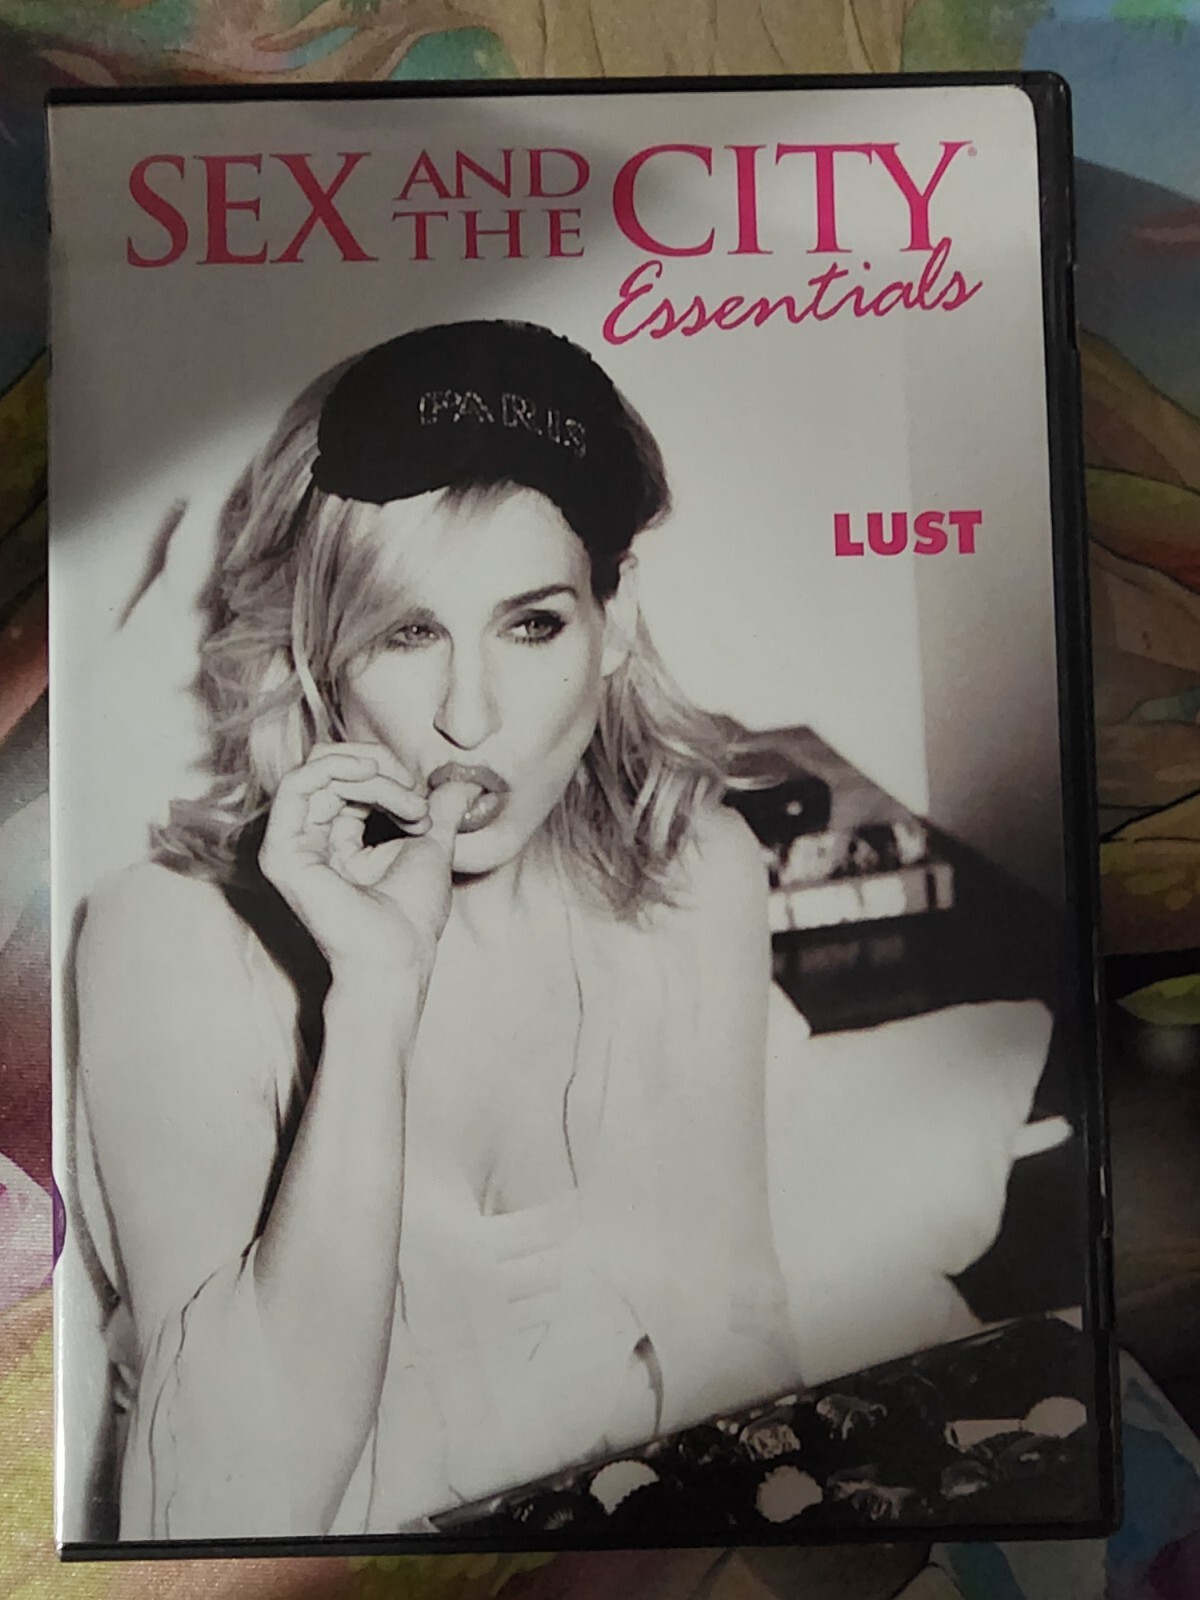 SEX AND THE CITY®
Essentials
PARIS
LUST